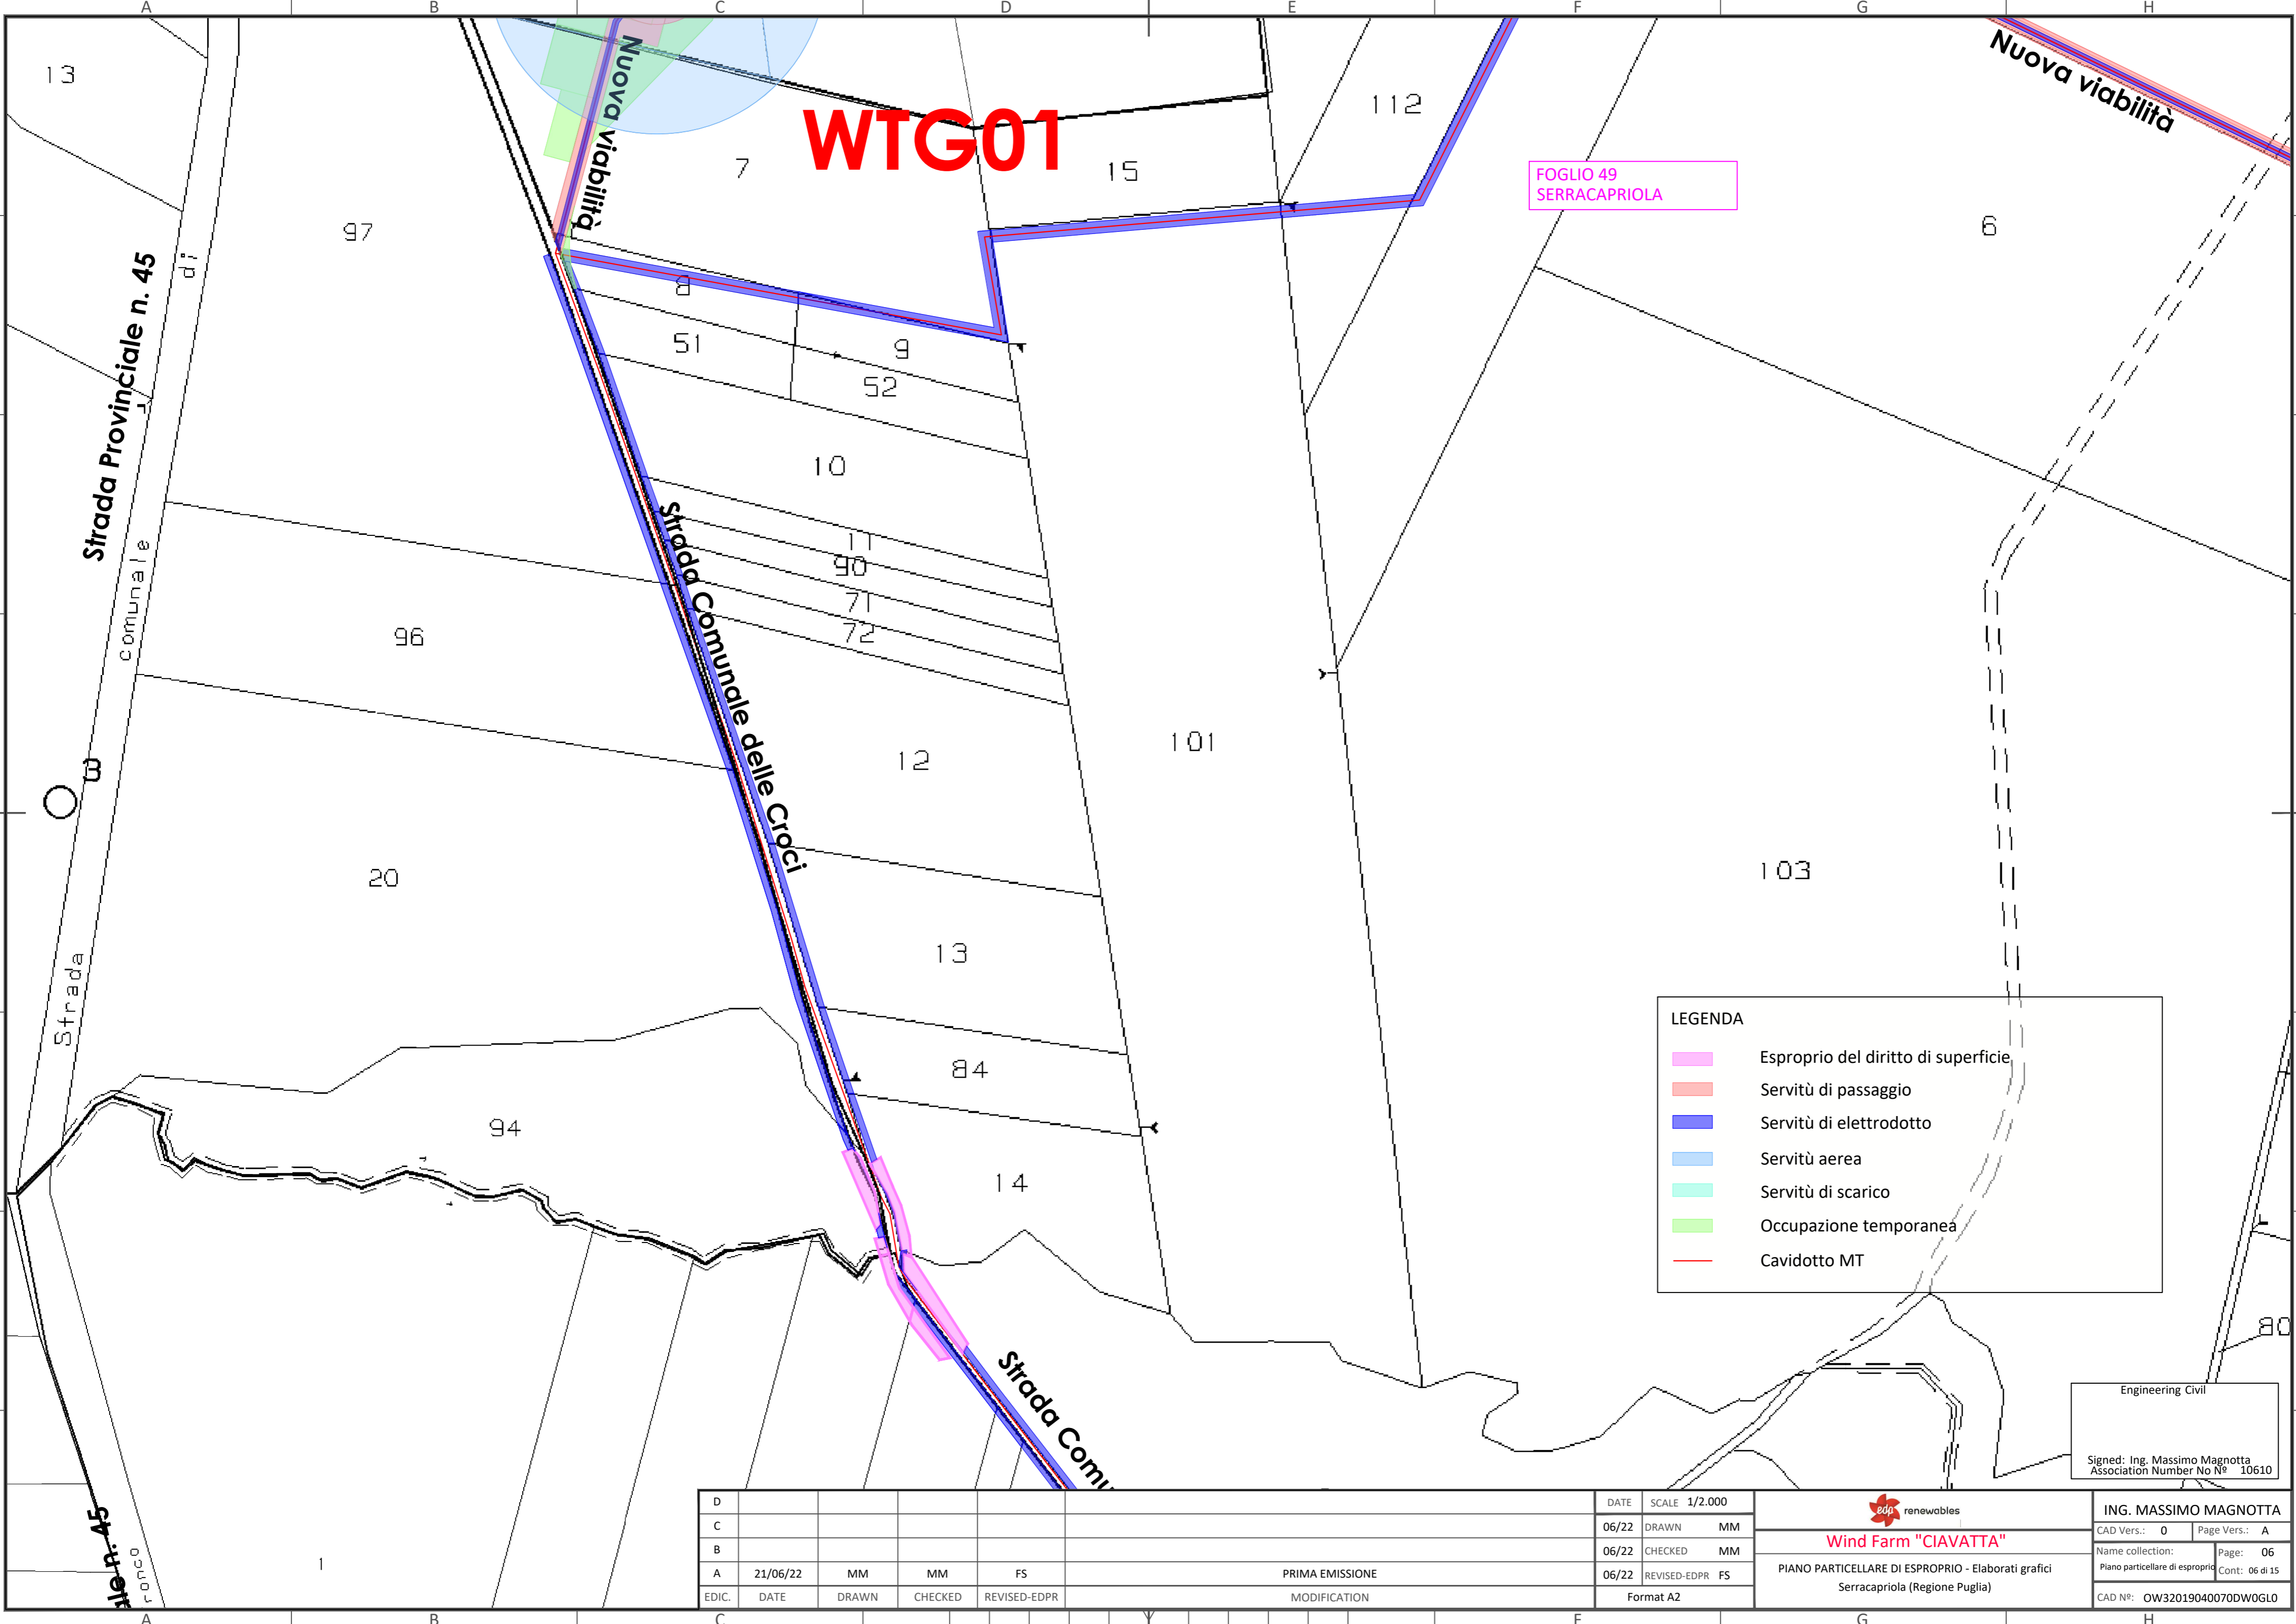 A B C D E F G H
13
Nuova viabilità
WTG01
Nuova viabilità
112
7
15
FOGLIO 49
SERRACAPRIOLA
97
6
di
Strada Provinciale n. 45
8
51
9
52
10
Strada Comunale delle Croci
11
90
71
72
comunale
96
101
12
3
20
103
13
Strada
84
94
14
LEGENDA
Esproprio del diritto di superficie
Servitù di passaggio
Servitù di elettrodotto
Servitù aerea
Servitù di scarico
Occupazione temporanea
Cavidotto MT
80
Strada Comu
Engineering Civil
Signed: Ing. Massimo Magnotta
Association Number No Nº 10610
ale n. 45
ronco
1
D
C
B
A 21/06/22 MM MM FS PRIMA EMISSIONE
EDIC. DATE DRAWN CHECKED REVISED-EDPR MODIFICATION
DATE SCALE 1/2.000
06/22 DRAWN MM
06/22 CHECKED MM
06/22 REVISED-EDPR FS
Format A2
edp renewables
Wind Farm "CIAVATTA"
PIANO PARTICELLARE DI ESPROPRIO - Elaborati grafici
Serracapriola (Regione Puglia)
ING. MASSIMO MAGNOTTA
CAD Vers.: 0 Page Vers.: A
Name collection: Page: 06
Piano particellare di esproprio Cont: 06 di 15
CAD Nº: OW32019040070DW0GL0
A B C F G H